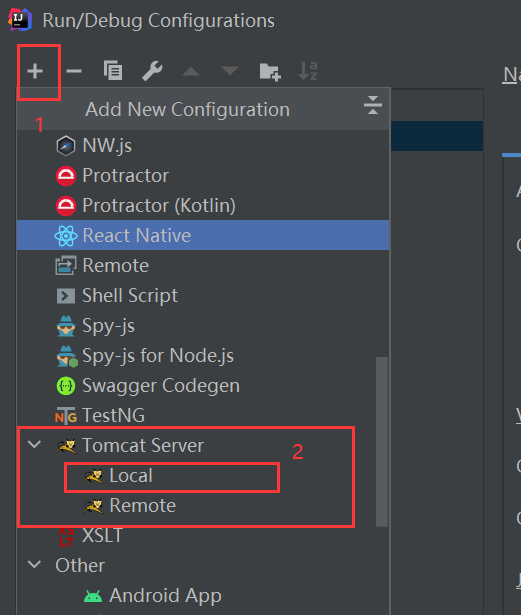 Run/Debug Configurations
Na
Add New Configuration
1
NW.js
Protractor
Protractor (Kotlin)
React Native
Remote
Shell Script
Spy-js
Spy-js for Node.js
Swagger Codegen
TestNG
Tomcat Server
2
Local
Remote
XSLT
Other
Android App